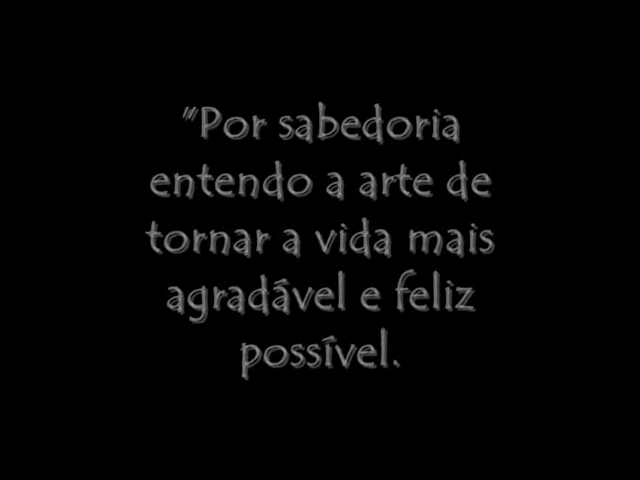 "Por sabedoria
entendo a arte de
tornar a vida mais
agradável e feliz
possível.